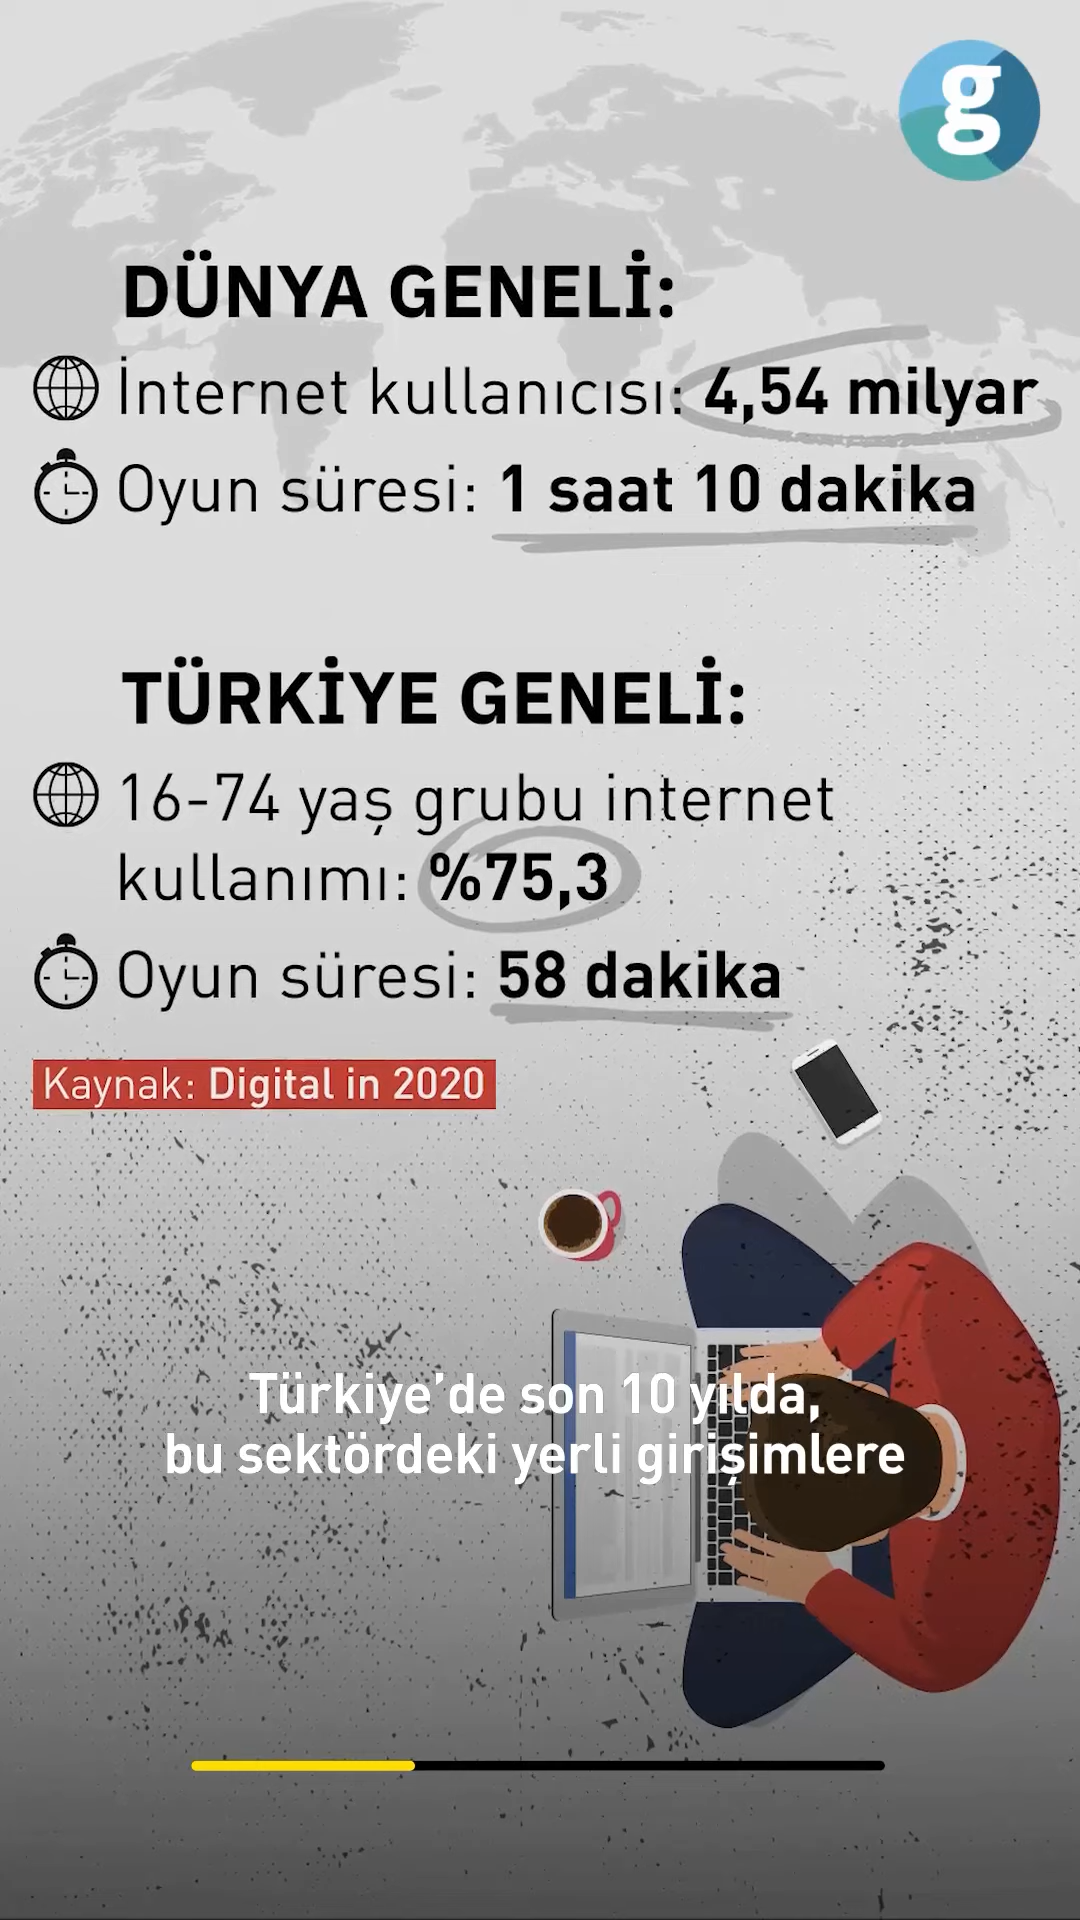 g
DÜNYA GENELİ:
İnternet kullanıcısı: 4,54 milyar
Oyun süresi: 1 saat 10 dakika
TÜRKİYE GENELİ:
16-74 yaş grubu internet
kullanımı: %75,3
Oyun süresi: 58 dakika
Kaynak: Digital in 2020
Türkiye’de son 10 yılda,
bu sektördeki yerli girişimlere